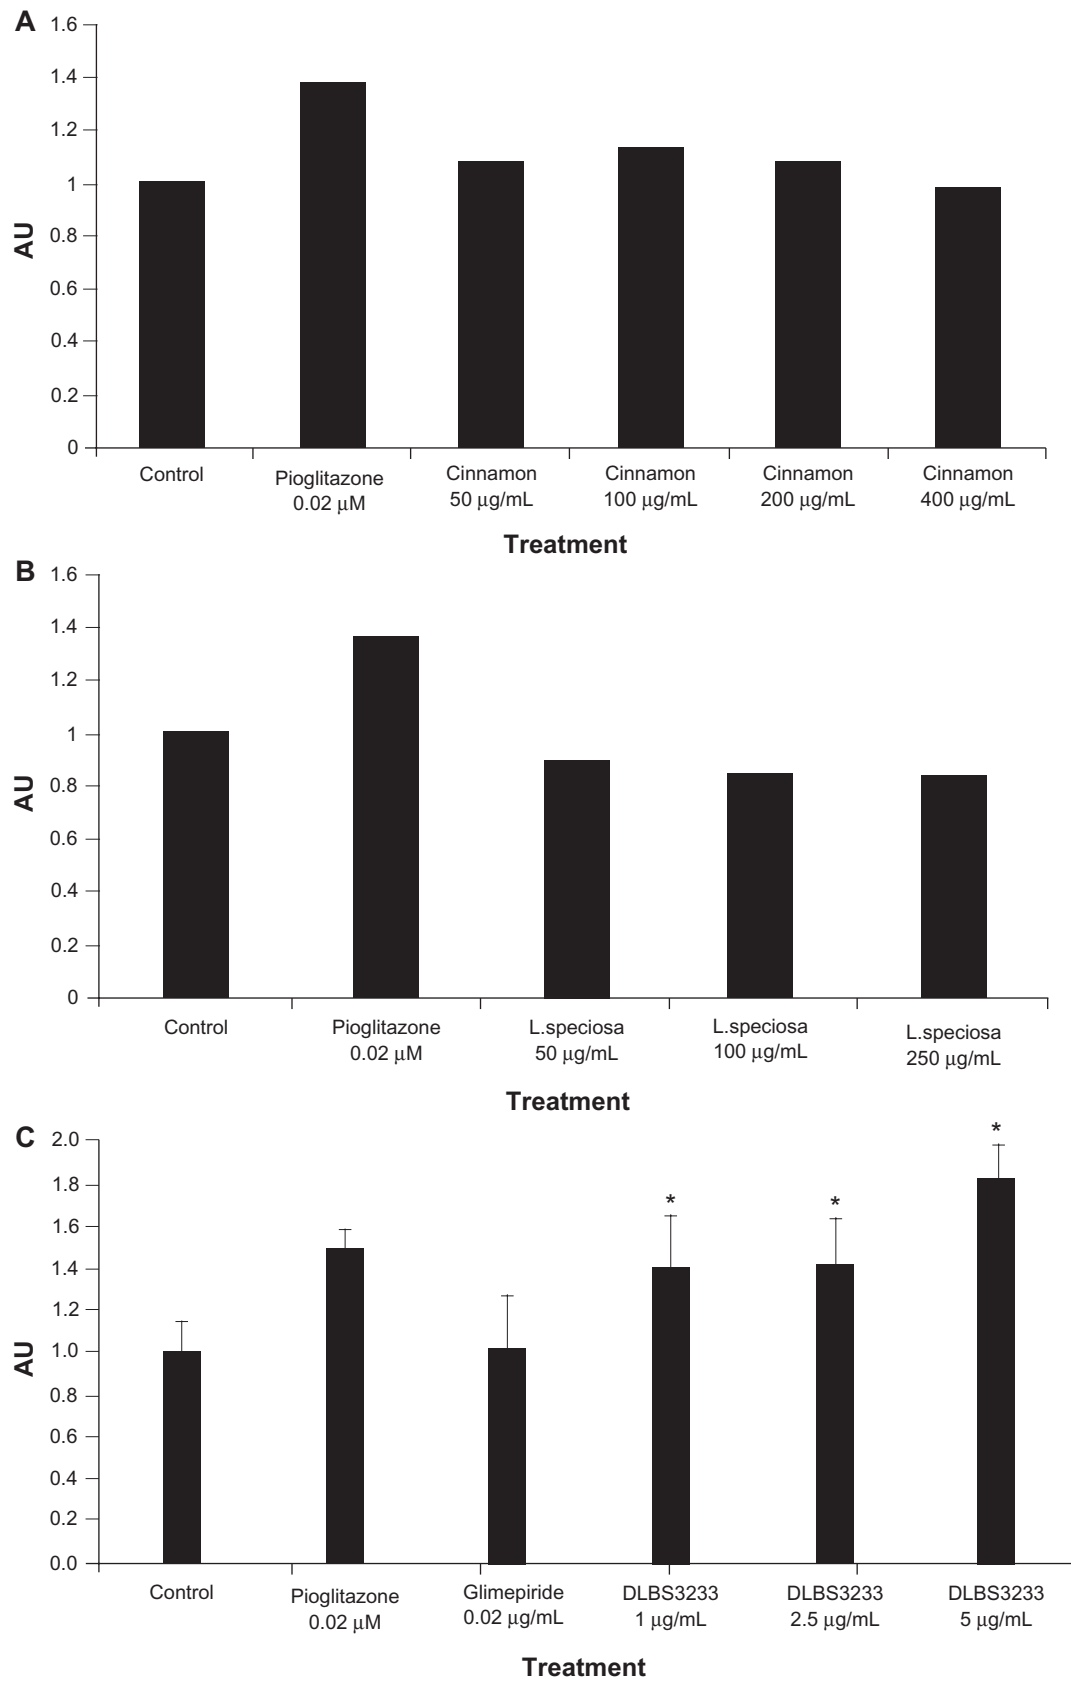 A
1.6
1.4
1.2
1
0.8
0.6
0.4
0.2
0
AU
Control
Pioglitazone
0.02 μM
Cinnamon
50 μg/mL
Cinnamon
100 μg/mL
Cinnamon
200 μg/mL
Cinnamon
400 μg/mL
Treatment
B
1.6
1.4
1.2
1
0.8
0.6
0.4
0.2
0
AU
Control
Pioglitazone
0.02 μM
L.speciosa
50 μg/mL
L.speciosa
100 μg/mL
L.speciosa
250 μg/mL
Treatment
C
2.0
1.8
1.6
1.4
1.2
1.0
0.8
0.6
0.4
0.2
0.0
AU
*
*
*
Control
Pioglitazone
0.02 μM
Glimepiride
0.02 μg/mL
DLBS3233
1 μg/mL
DLBS3233
2.5 μg/mL
DLBS3233
5 μg/mL
Treatment